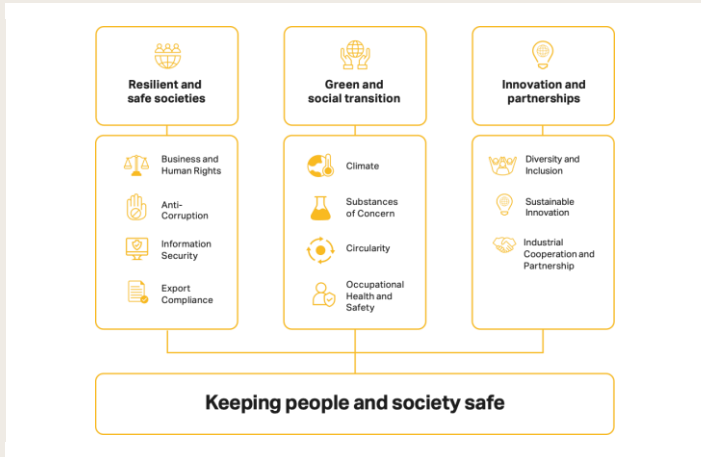 Resilient and
safe societies
Business and
Human Rights
Anti-
Corruption
Information
Security
Export
Compliance
Green and
social transition
Climate
Substances
of Concern
Circularity
Occupational
Health and
Safety
Innovation and
partnerships
Diversity and
Inclusion
Sustainable
Innovation
Industrial
Cooperation and
Partnership
Keeping people and society safe